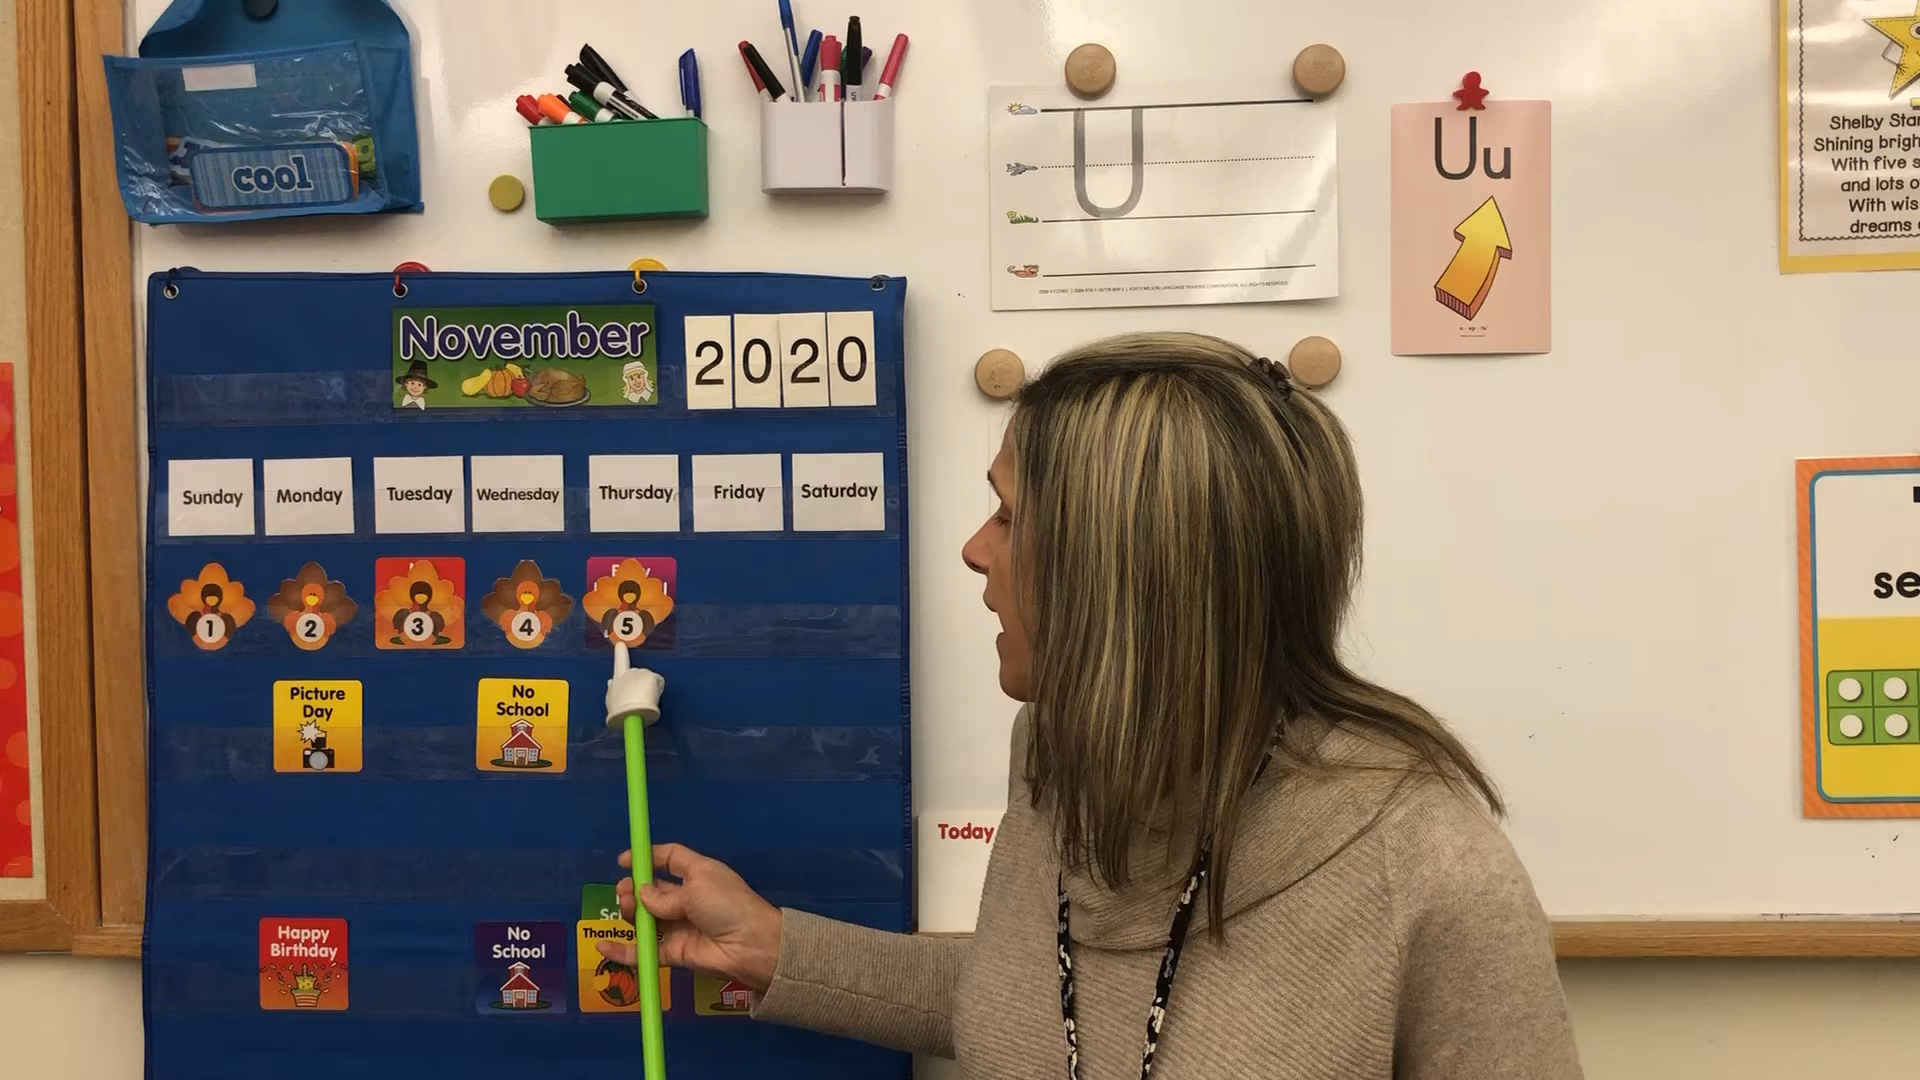 cool
November
2020
Sunday Monday Tuesday Wednesday Thursday Friday Saturday
1 2 3 4 5
Picture
Day
No
School
Happy
Birthday
No
School
U
Uu
Shelby Star
Shining brigh
With five s
and lots o
With wis
dreams
Today
se